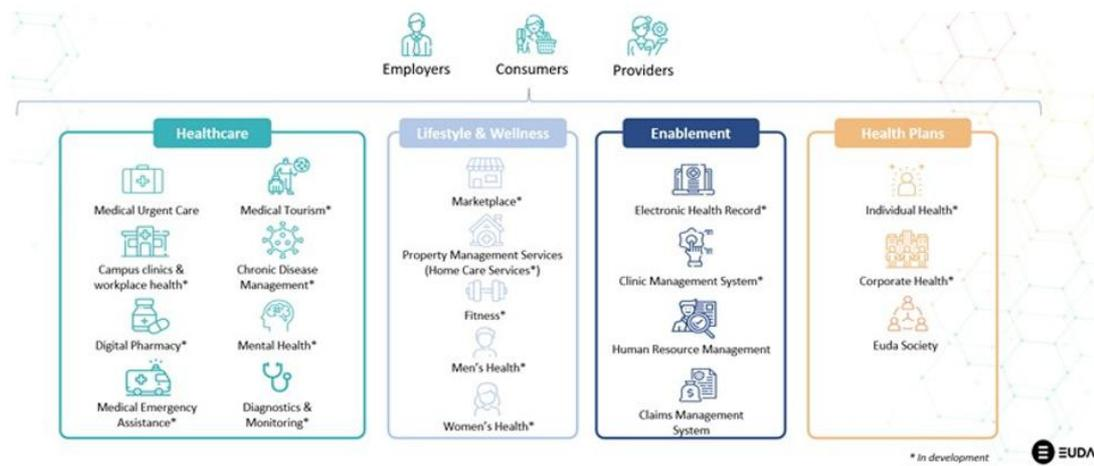 Employers
Consumers
Providers
Healthcare
Medical Urgent Care
Medical Tourism*
Campus clinics &
workplace health*
Chronic Disease
Management*
Digital Pharmacy*
Mental Health*
Medical Emergency
Assistance*
Diagnostics &
Monitoring*
Lifestyle & Wellness
Marketplace*
Property Management Services
(Home Care Services*)
Fitness*
Men's Health*
Women's Health*
Enablement
Electronic Health Record*
Clinic Management System*
Human Resource Management
Claims Management
System
Health Plans
Individual Health*
Corporate Health*
Euda Society
* In development
EUDA